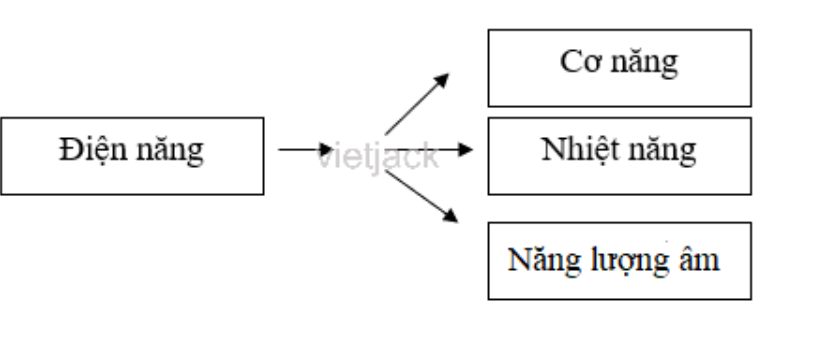 Cơ năng
Điện năng
vietjack
Nhiệt năng
Năng lượng âm